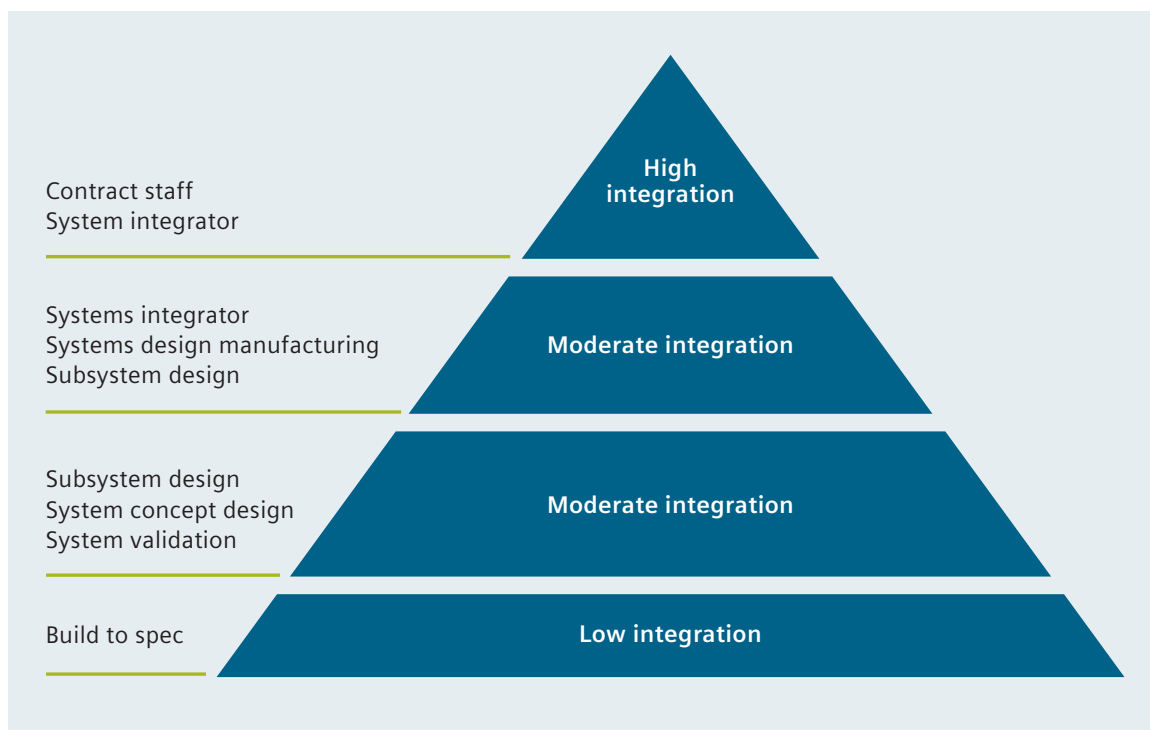 Contract staff
System integrator
High
integration
Systems integrator
Systems design manufacturing
Subsystem design
Moderate integration
Subsystem design
System concept design
System validation
Moderate integration
Build to spec
Low integration